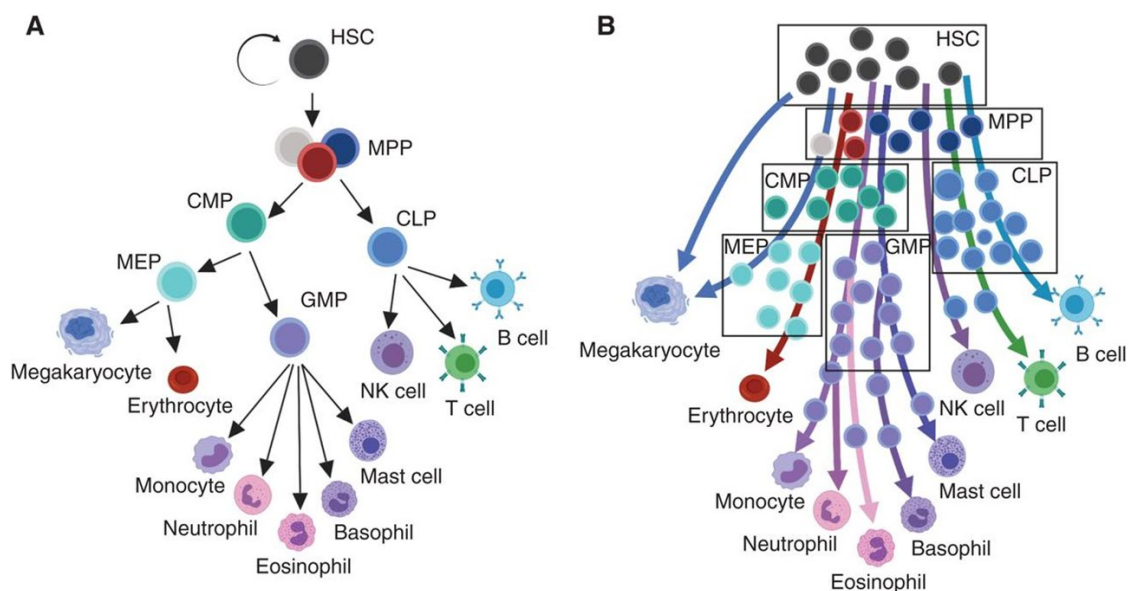 A
HSC
MPP
CMP
CLP
MEP
GMP
Megakaryocyte
Erythrocyte
NK cell
T cell
B cell
Monocyte
Neutrophil
Eosinophil
Basophil
Mast cell
B
HSC
MPP
CMP
CLP
MEP
GMP
Megakaryocyte
Erythrocyte
NK cell
T cell
B cell
Monocyte
Neutrophil
Eosinophil
Basophil
Mast cell